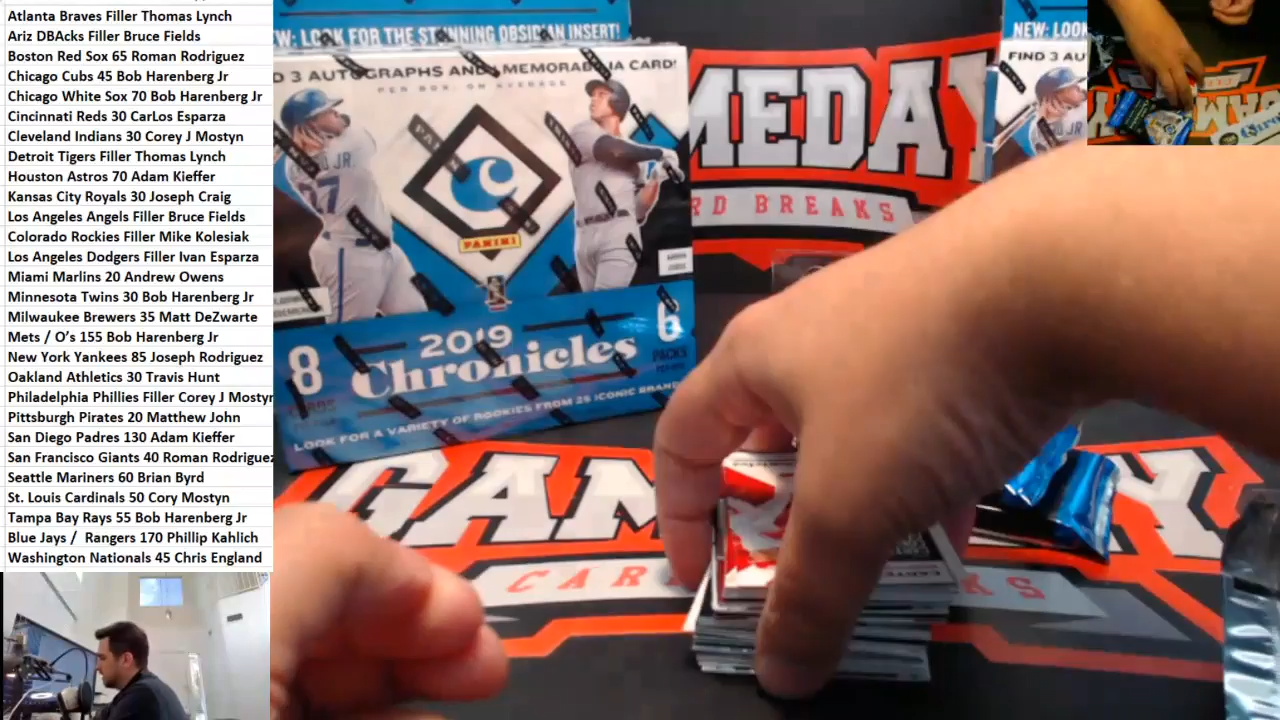 Atlanta Braves Filler Thomas Lynch
Ariz DBAcks Filler Bruce Fields
Boston Red Sox 65 Roman Rodriguez
Chicago Cubs 45 Bob Harenberg Jr
Chicago White Sox 70 Bob Harenberg Jr
Cincinnati Reds 30 CarLos Esparza
Cleveland Indians 30 Corey J Mostyn
Detroit Tigers Filler Thomas Lynch
Houston Astros 70 Adam Kieffer
Kansas City Royals 30 Joseph Craig
Los Angeles Angels Filler Bruce Fields
Colorado Rockies Filler Mike Kolesiak
Los Angeles Dodgers Filler Ivan Esparza
Miami Marlins 20 Andrew Owens
Minnesota Twins 30 Bob Harenberg Jr
Milwaukee Brewers 35 Matt DeZwarte
Mets / O's 155 Bob Harenberg Jr
New York Yankees 85 Joseph Rodriguez
Oakland Athletics 30 Travis Hunt
Philadelphia Phillies Filler Corey J Mostyn
Pittsburgh Pirates 20 Matthew John
San Diego Padres 130 Adam Kieffer
San Francisco Giants 40 Roman Rodriguez
Seattle Mariners 60 Brian Byrd
St. Louis Cardinals 50 Cory Mostyn
Tampa Bay Rays 55 Bob Harenberg Jr
Blue Jays / Rangers 170 Phillip Kahlich
Washington Nationals 45 Chris England
W: LOOK FOR THE STUNNING OBSIDIAN INSERT!
D 3 AUTOGRAPHS AND 1 MEMORABILIA CARD!
PER BOX, ON AVERAGE
C
PANINI
2019
Chronicles
8
6
PACKS
LOOK FOR A VARIETY OF ROOKIES FROM 25 ICONIC BRANDS
MEDAY
RD BREAKS
NEW: LOOK
FIND 3 AU
GAM
Y
CAR
KS